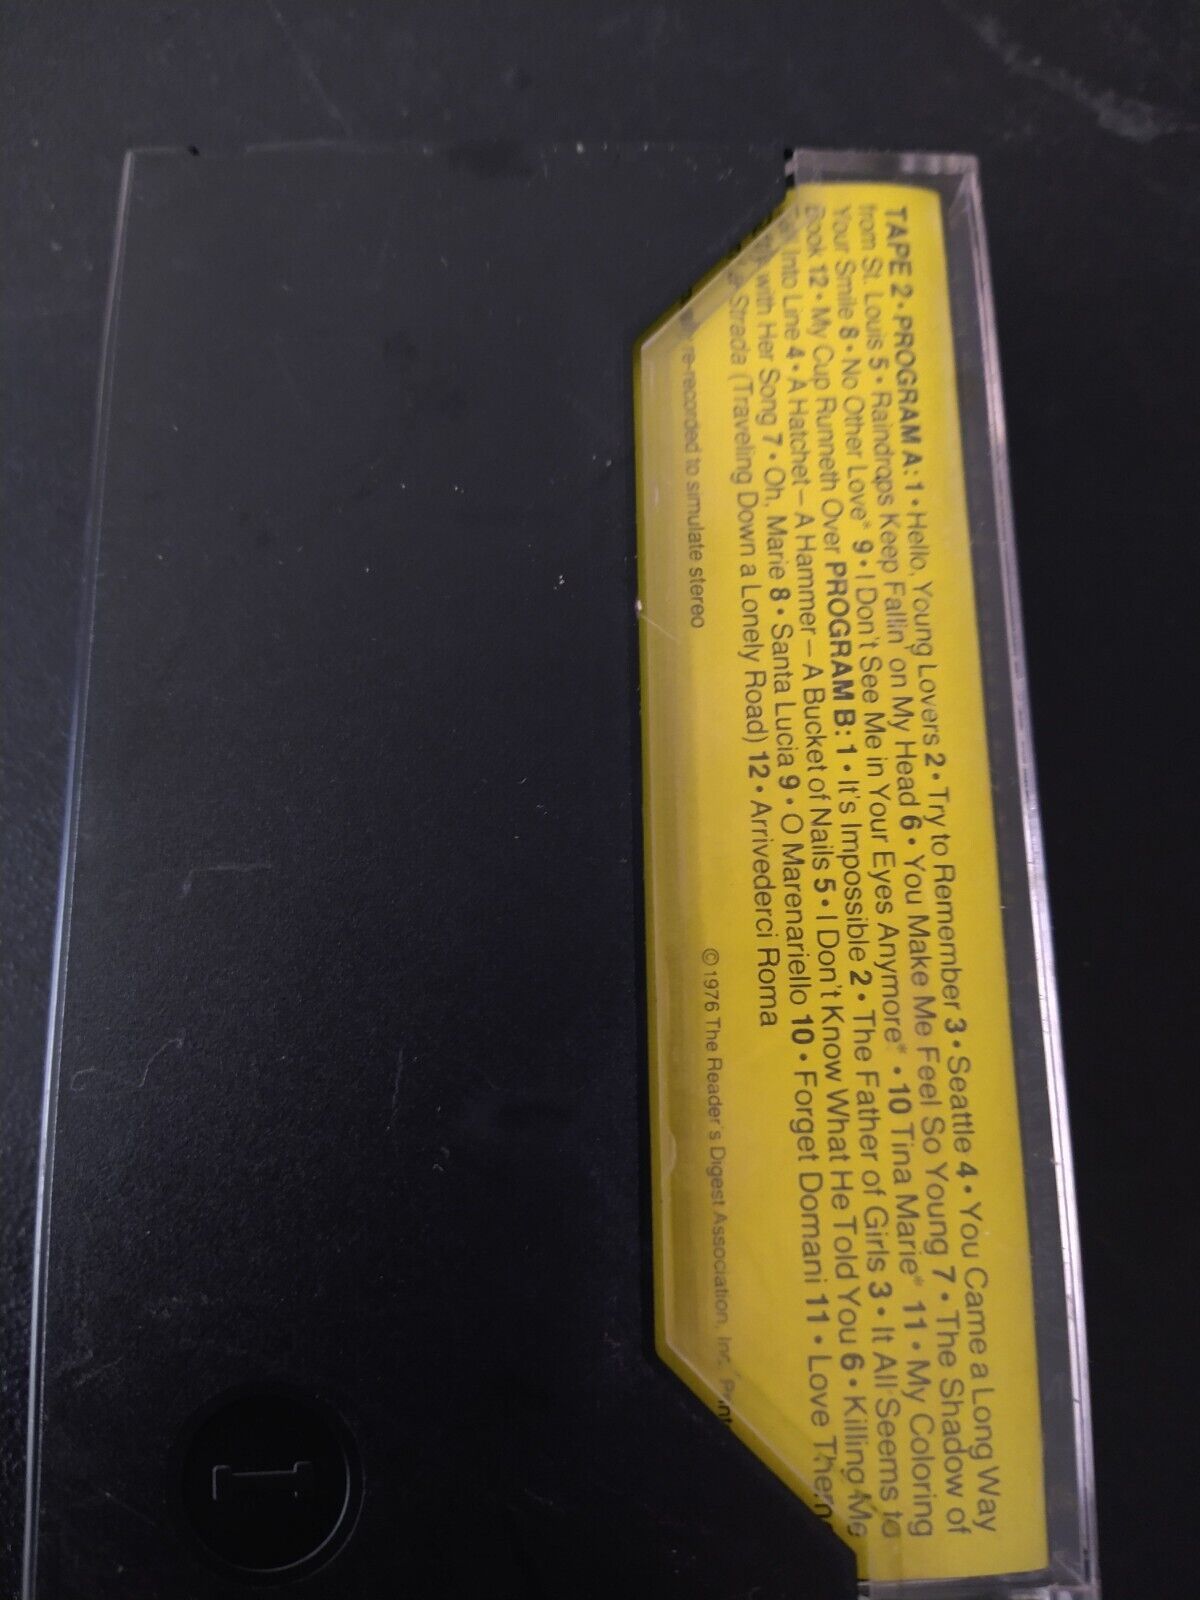 TAPE 2 • PROGRAM A: 1 • Hello, Young Lovers 2 • Try to Remember 3 • Seattle 4 • You Came a Long Way
from St. Louis 5 • Raindrops Keep Fallin' on My Head 6 • You Make Me Feel So Young 7 • The Shadow of
Your Smile 8 • No Other Love* 9 • I Don't See Me in Your Eyes Anymore* • 10 Tina Marie* 11 • My Coloring
Book 12 • My Cup Runneth Over PROGRAM B: 1 • It's Impossible 2 • The Father of Girls 3 • It All Seems to
Into Line 4 • A Hatchet – A Hammer – A Bucket of Nails 5 • I Don't Know What He Told You 6 • Killing Me
with Her Song 7 • Oh, Marie 8 • Santa Lucia 9 • O Marenariello 10 • Forget Domani 11 • Love Theme
Strada (Traveling Down a Lonely Road) 12 • Arrivederci Roma
re-recorded to simulate stereo
© 1976 The Reader's Digest Association, Inc.
1